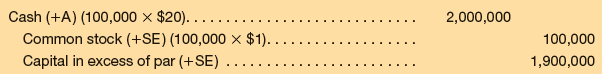 Cash (+A) (100,000 × $20). . . . . . . . . . . . . . . . . . . . . . . . . . . . 2,000,000
Common stock (+SE) (100,000 × $1). . . . . . . . . . . . . . . . . . 100,000
Capital in excess of par (+SE) . . . . . . . . . . . . . . . . . . . . . . . 1,900,000